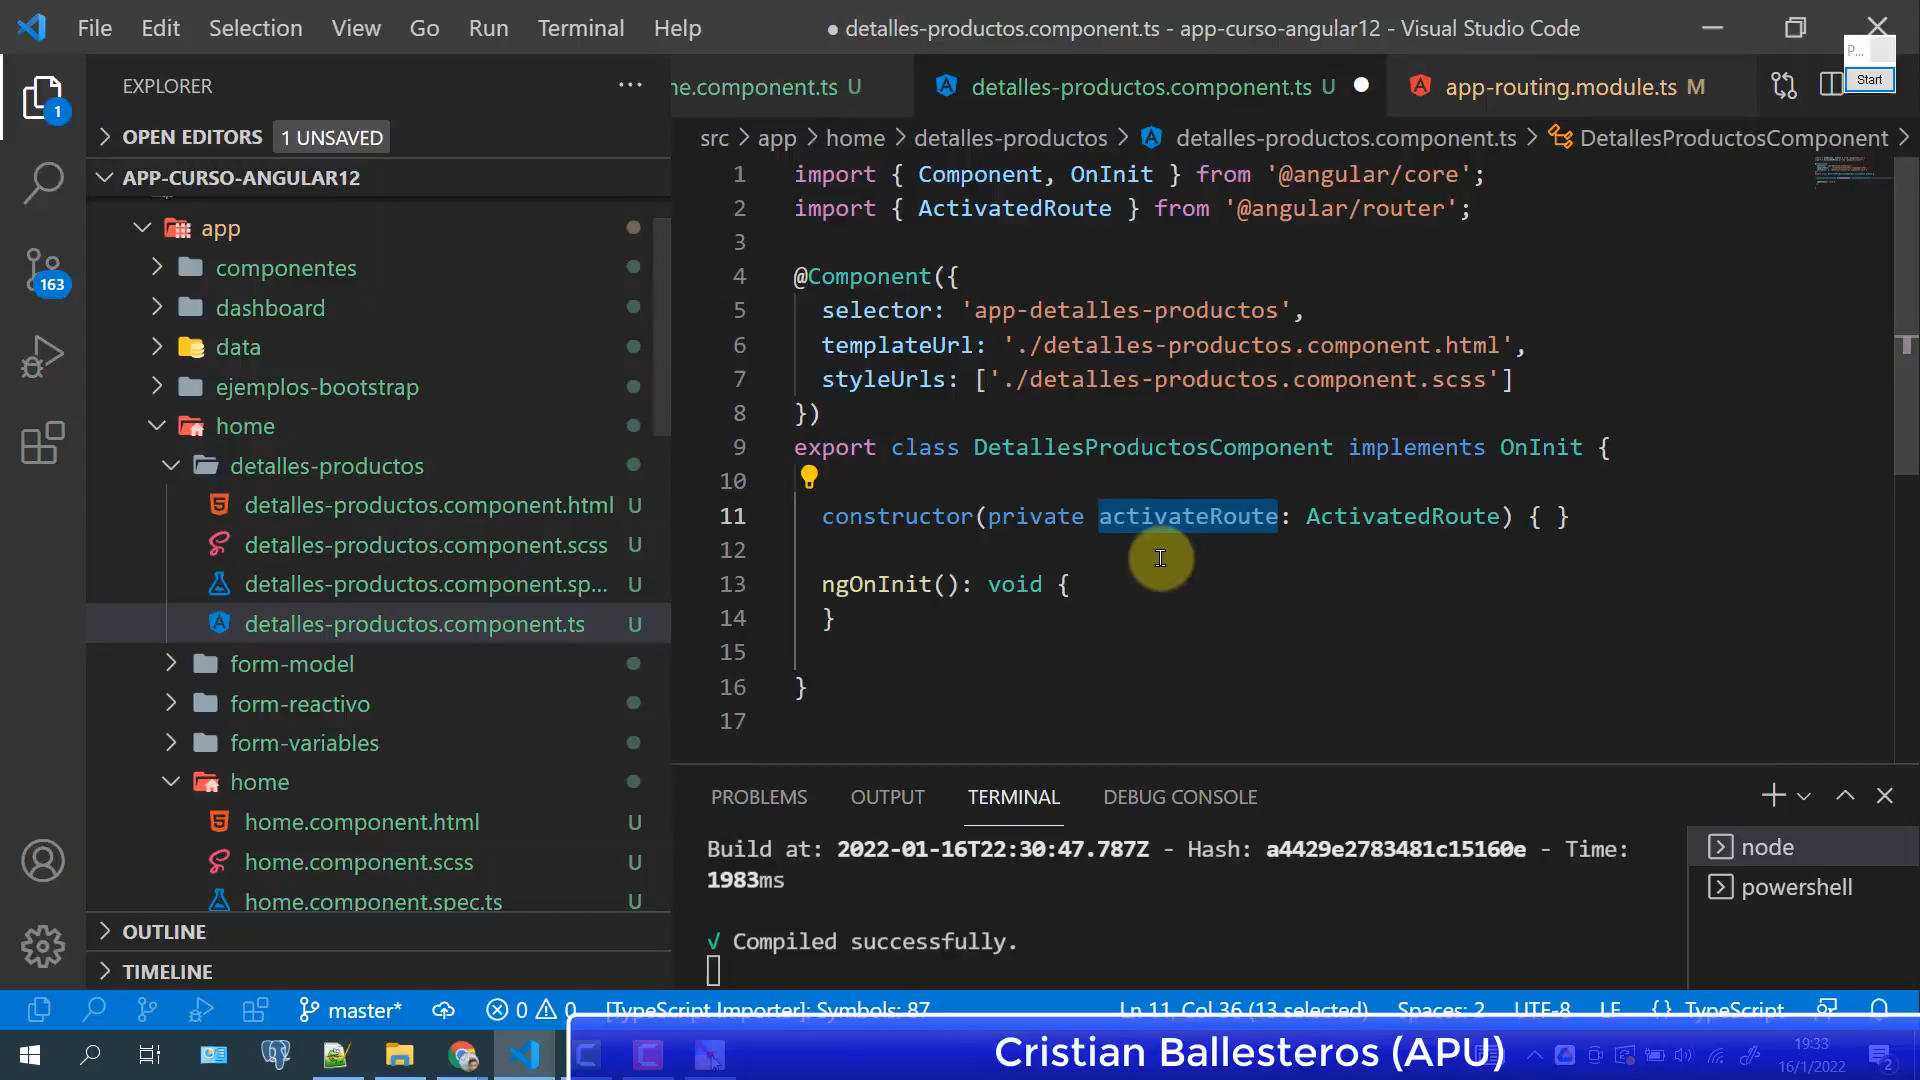 File Edit Selection View Go Run Terminal Help
● detalles-productos.component.ts - app-curso-angular12 - Visual Studio Code
P...
Start
EXPLORER
OPEN EDITORS 1 UNSAVED
APP-CURSO-ANGULAR12
app
componentes
dashboard
data
ejemplos-bootstrap
home
detalles-productos
detalles-productos.component.html U
detalles-productos.component.scss U
detalles-productos.component.sp... U
detalles-productos.component.ts U
form-model
form-reactivo
form-variables
home
home.component.html U
home.component.scss U
home.component.spec.ts U
OUTLINE
TIMELINE
1
163
ne.component.ts U
detalles-productos.component.ts U
app-routing.module.ts M
src > app > home > detalles-productos > detalles-productos.component.ts > DetallesProductosComponent >
1 import { Component, OnInit } from '@angular/core';
2 import { ActivatedRoute } from '@angular/router';
3
4 @Component({
5 selector: 'app-detalles-productos',
6 templateUrl: './detalles-productos.component.html',
7 styleUrls: ['./detalles-productos.component.scss']
8 })
9 export class DetallesProductosComponent implements OnInit {
10
11 constructor(private activateRoute: ActivatedRoute) { }
12
13 ngOnInit(): void {
14 }
15
16 }
17
PROBLEMS OUTPUT TERMINAL DEBUG CONSOLE
Build at: 2022-01-16T22:30:47.787Z - Hash: a4429e2783481c15160e - Time:
1983ms
√ Compiled successfully.
node
powershell
master* 0 0 [TypeScript Importer]: Symbols: 87 Ln 11, Col 36 (13 selected) Spaces: 2 UTF-8 LF {} TypeScript
Cristian Ballesteros (APU)
19:33
16/1/2022
2